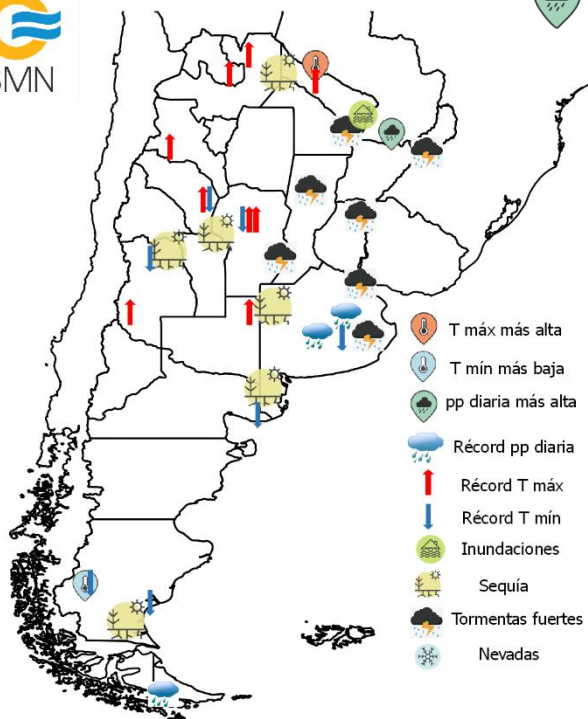 SMN
T máx más alta
T mín más baja
pp diaria más alta
Récord pp diaria
Récord T máx
Récord T mín
Inundaciones
Sequía
Tormentas fuertes
Nevadas